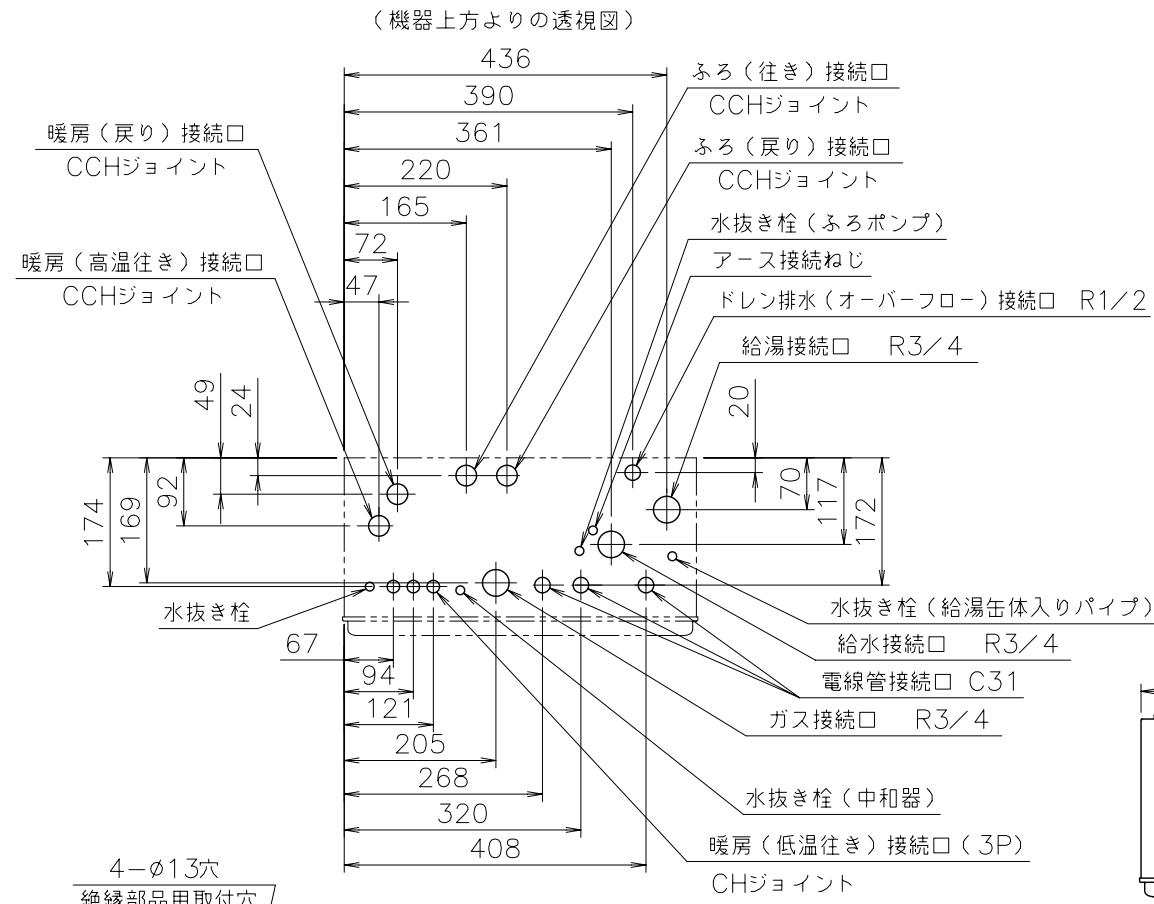 （機器上方よりの透視図）
436
ふろ（往き）接続口
CCHジョイント
390
暖房（戻り）接続口
CCHジョイント
361
ふろ（戻り）接続口
CCHジョイント
220
165
水抜き栓（ふろポンプ）
72
アース接続ねじ
暖房（高温往き）接続口
CCHジョイント
47
ドレン排水（オーバーフロー）接続口 R1/2
給湯接続口 R3/4
49
24
20
174
169
92
70
117
172
水抜き栓
水抜き栓（給湯缶体入りパイプ）
67
給水接続口 R3/4
94
電線管接続口 C31
121
ガス接続口 R3/4
205
268
水抜き栓（中和器）
320
暖房（低温往き）接続口（3P）
CHジョイント
408
4-φ13穴
絶縁部品用取付穴